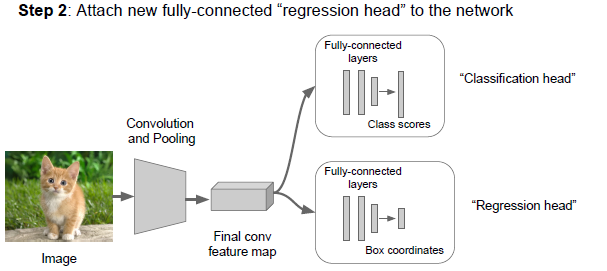 Step 2: Attach new fully-connected “regression head” to the network
Fully-connected
layers
Class scores
“Classification head”
Convolution
and Pooling
Image
Final conv
feature map
Fully-connected
layers
Box coordinates
“Regression head”